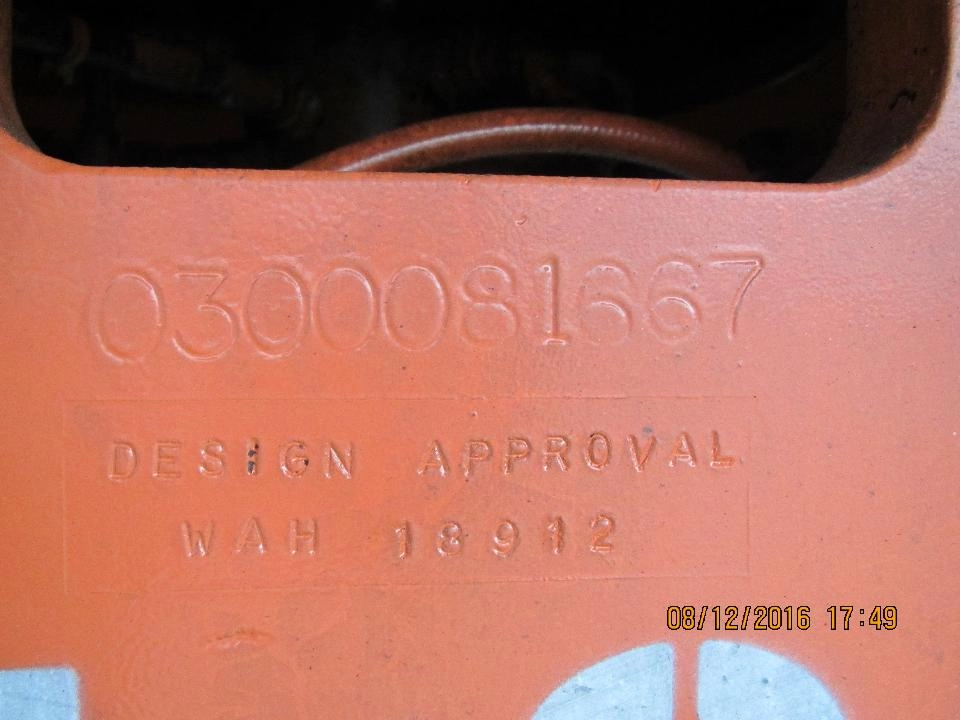 0300081667
DESIGN APPROVAL
WAH 18912
08/12/2016 17:49